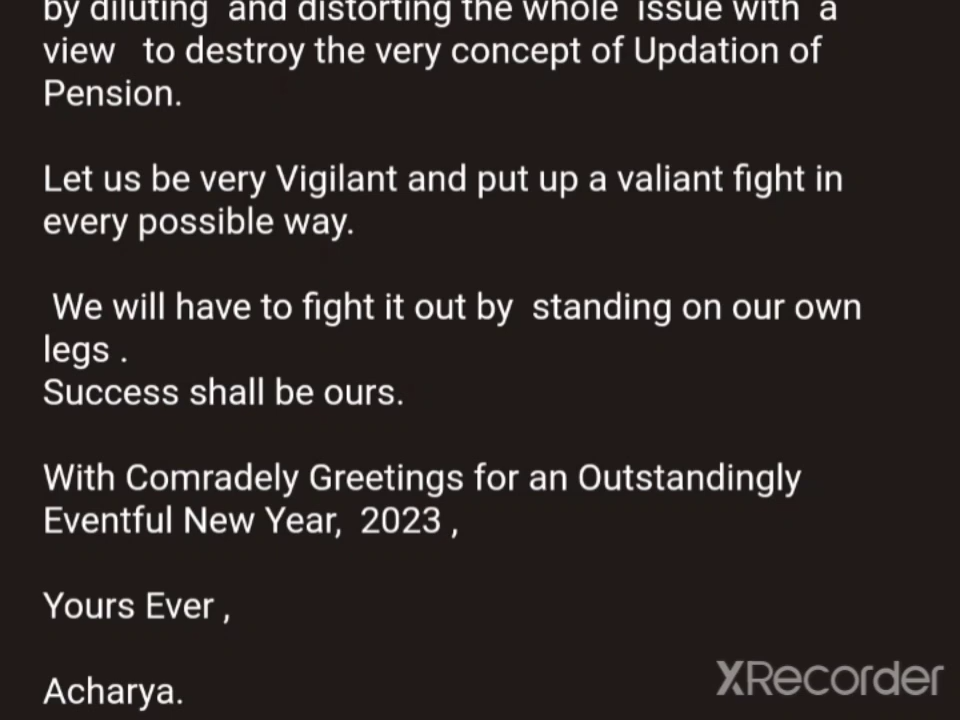 by diluting  and distorting the whole  issue with  a
view   to destroy the very concept of Updation of
Pension.
Let us be very Vigilant and put up a valiant fight in
every possible way.
We will have to fight it out by  standing on our own
legs .
Success shall be ours.
With Comradely Greetings for an Outstandingly
Eventful New Year,  2023 ,
Yours Ever ,
Acharya.
XRecorder